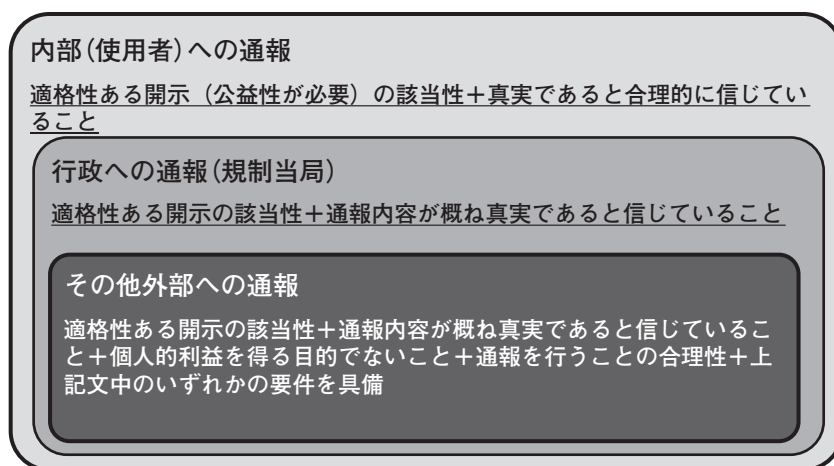 内部(使用者)への通報
適格性ある開示（公益性が必要）の該当性＋真実であると合理的に信じてい
ること
行政への通報(規制当局)
適格性ある開示の該当性＋通報内容が概ね真実であると信じていること
その他外部への通報
適格性ある開示の該当性＋通報内容が概ね真実であると信じているこ
と＋個人的利益を得る目的でないこと＋通報を行うことの合理性＋上
記文中のいずれかの要件を具備